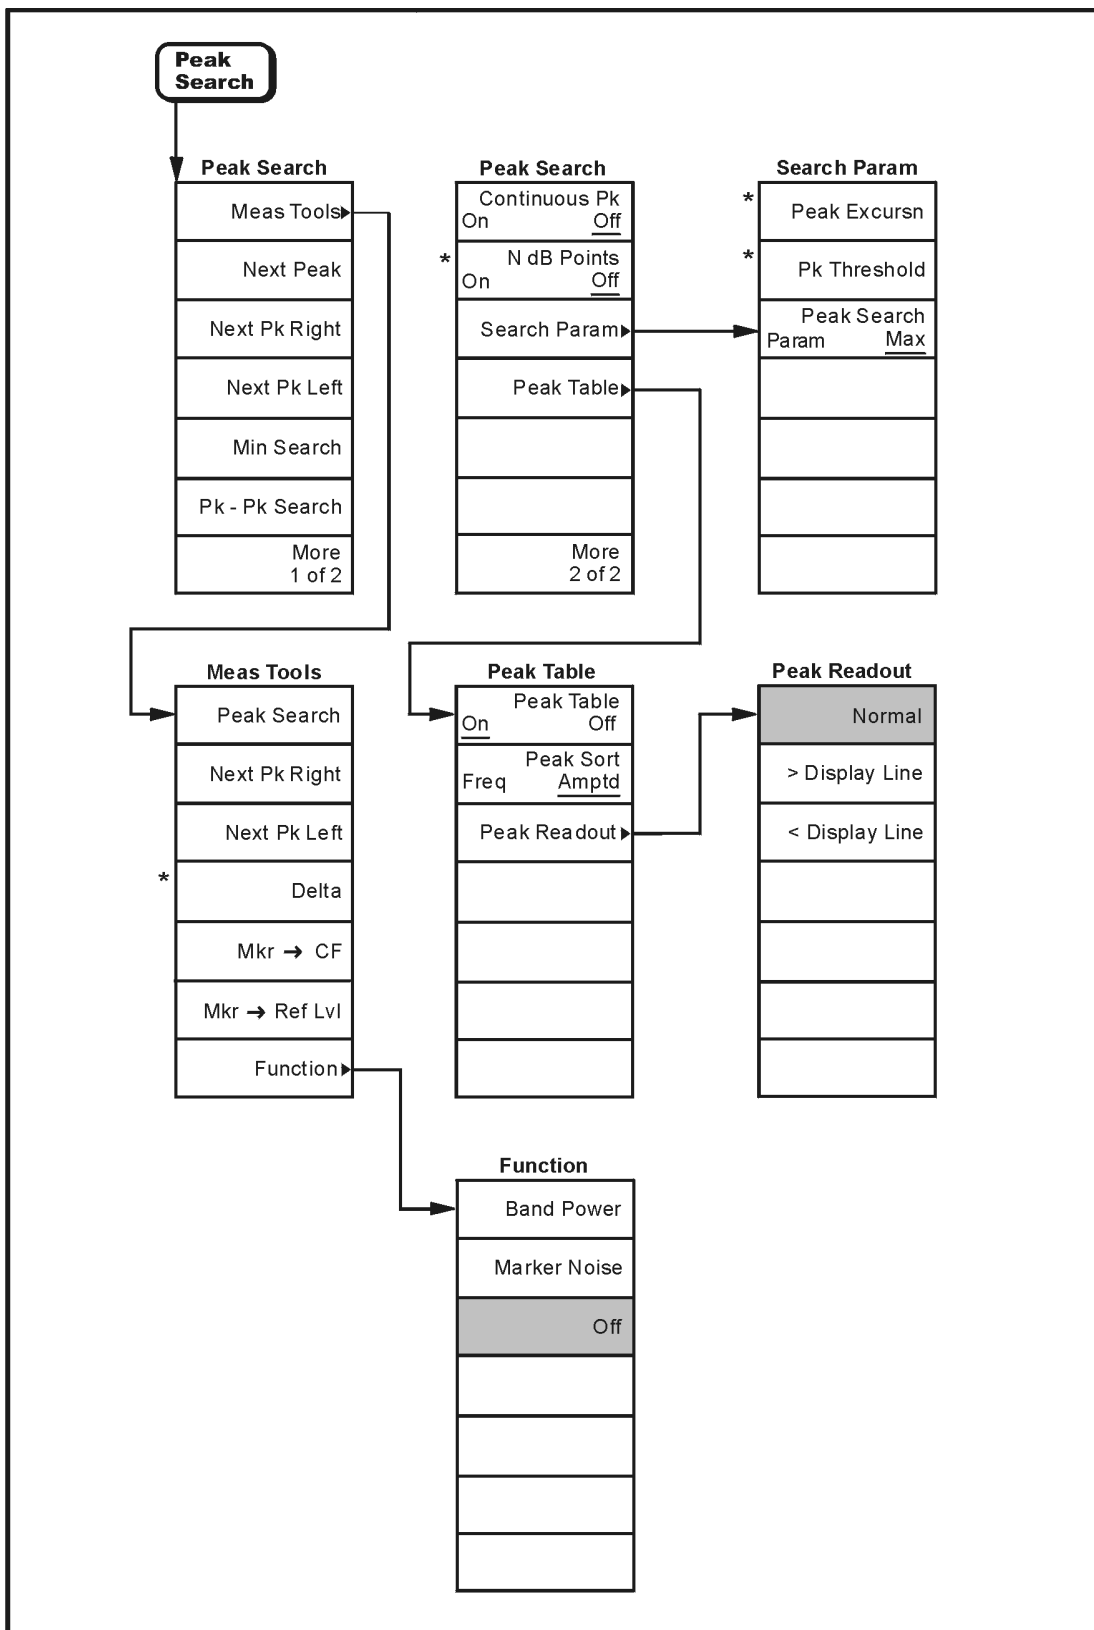 Peak
Search
Peak Search
Meas Tools
Next Peak
Next Pk Right
Next Pk Left
Min Search
Pk - Pk Search
More
1 of 2
Peak Search
Continuous Pk
On Off
* N dB Points
On Off
Search Param
Peak Table
More
2 of 2
Search Param
* Peak Excursn
* Pk Threshold
Peak Search
Param Max
Meas Tools
Peak Search
Next Pk Right
Next Pk Left
* Delta
Mkr → CF
Mkr → Ref Lvl
Function
Peak Table
Peak Table
On Off
Peak Sort
Freq Amptd
Peak Readout
Peak Readout
Normal
> Display Line
< Display Line
Function
Band Power
Marker Noise
Off